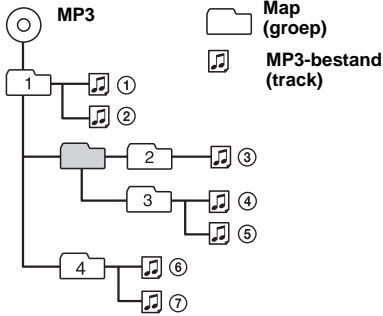 MP3
Map
(groep)
MP3-bestand
(track)
1
①
②
2
③
3
④
⑤
4
⑥
⑦